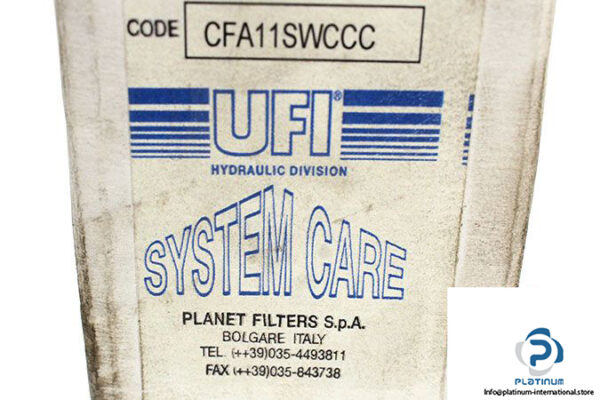 CODE CFA11SWCCC
UFI®
HYDRAULIC DIVISION
SYSTEM CARE
PLANET FILTERS S.p.A.
BOLGARE ITALY
TEL. (++39)035-4493811
FAX (++39)035-843738
PLATINUM
Info@platinum-international.store